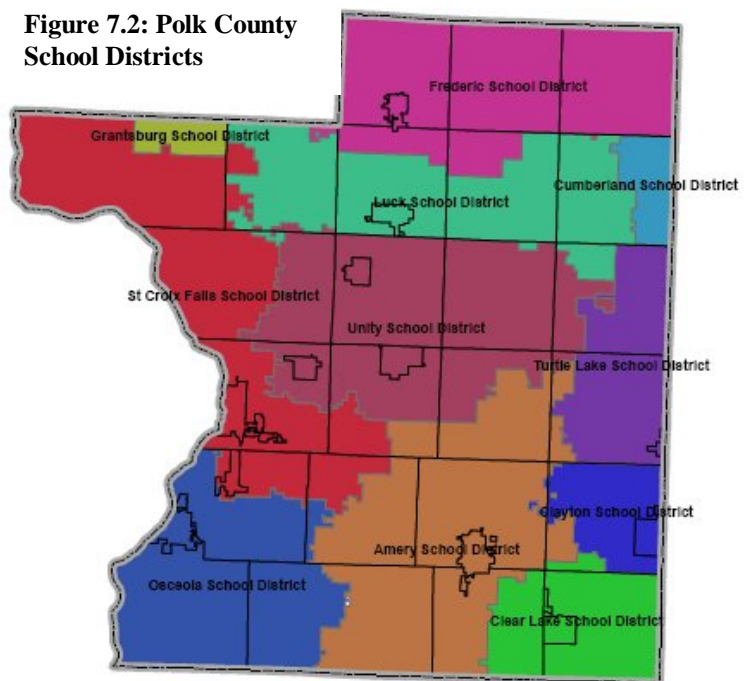 Figure 7.2: Polk County
School Districts
Frederic School District
Grantsburg School District
Cumberland School District
Luck School District
St Croix Falls School District
Unity School District
Turtle Lake School District
Clayton School District
Amery School District
Osceola School District
Clear Lake School District